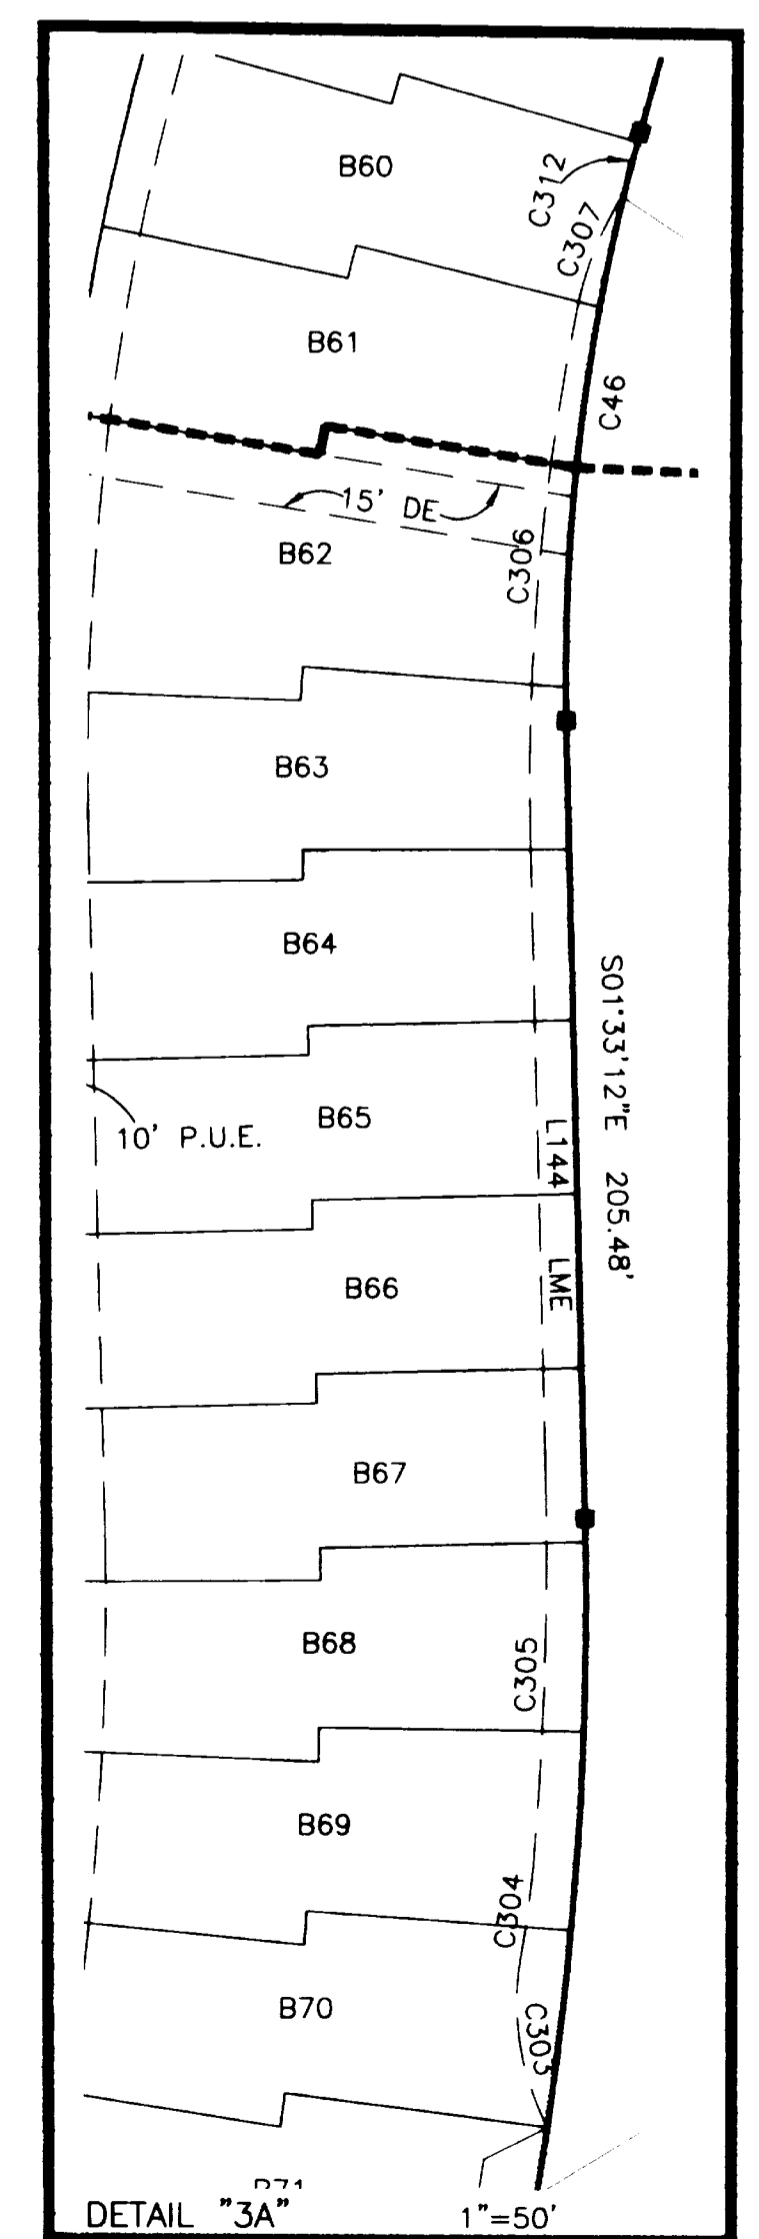 B60
C312
C307
B61
C46
15' DE
C306
B62
B63
B64
S01°33'12"E 205.48'
B65
10' P.U.E.
L144
B66
LME
B67
B68
C305
B69
C304
B70
C303
B71
DETAIL "3A" 1"=50'